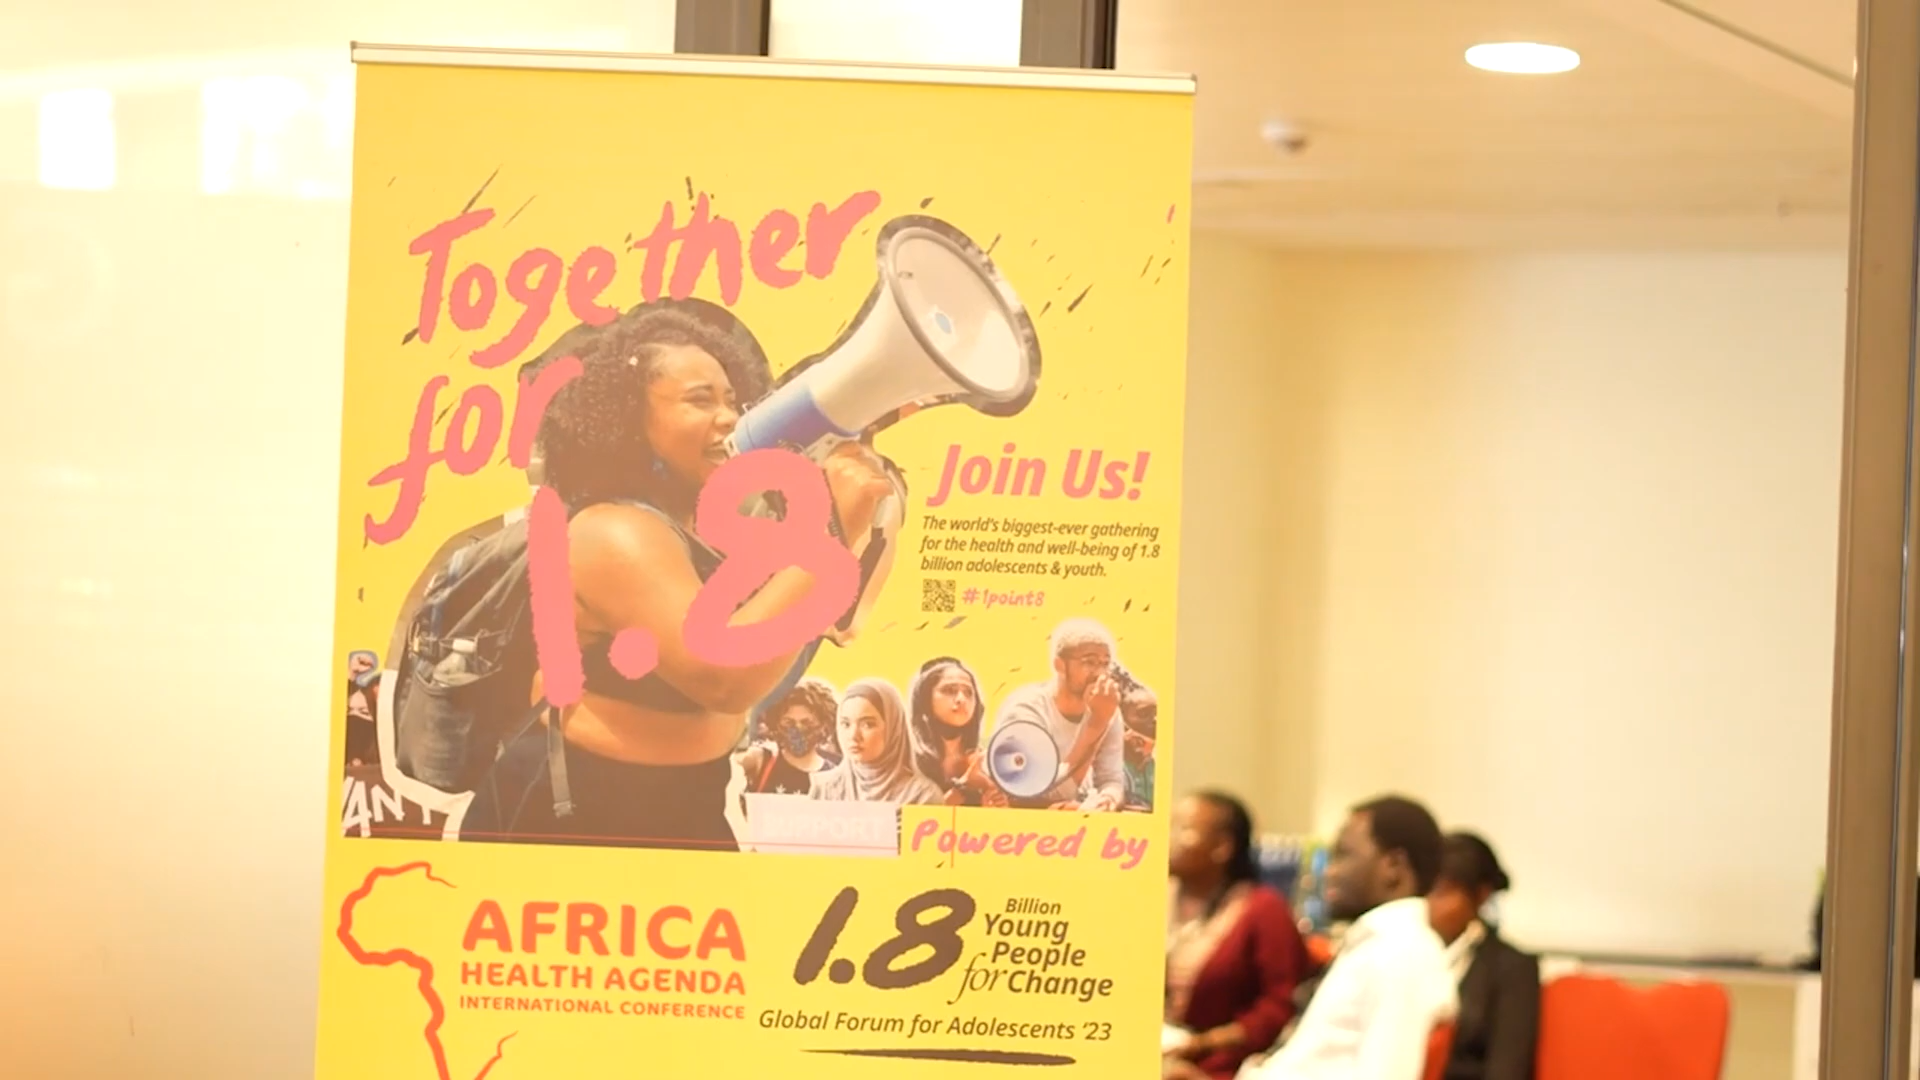 Together
for
1.8
Join Us!
The world's biggest-ever gathering
for the health and well-being of 1.8
billion adolescents & youth.
#1point8
SUPPORT
Powered by
AFRICA
HEALTH AGENDA
INTERNATIONAL CONFERENCE
1.8
Billion
Young
People
for Change
Global Forum for Adolescents '23